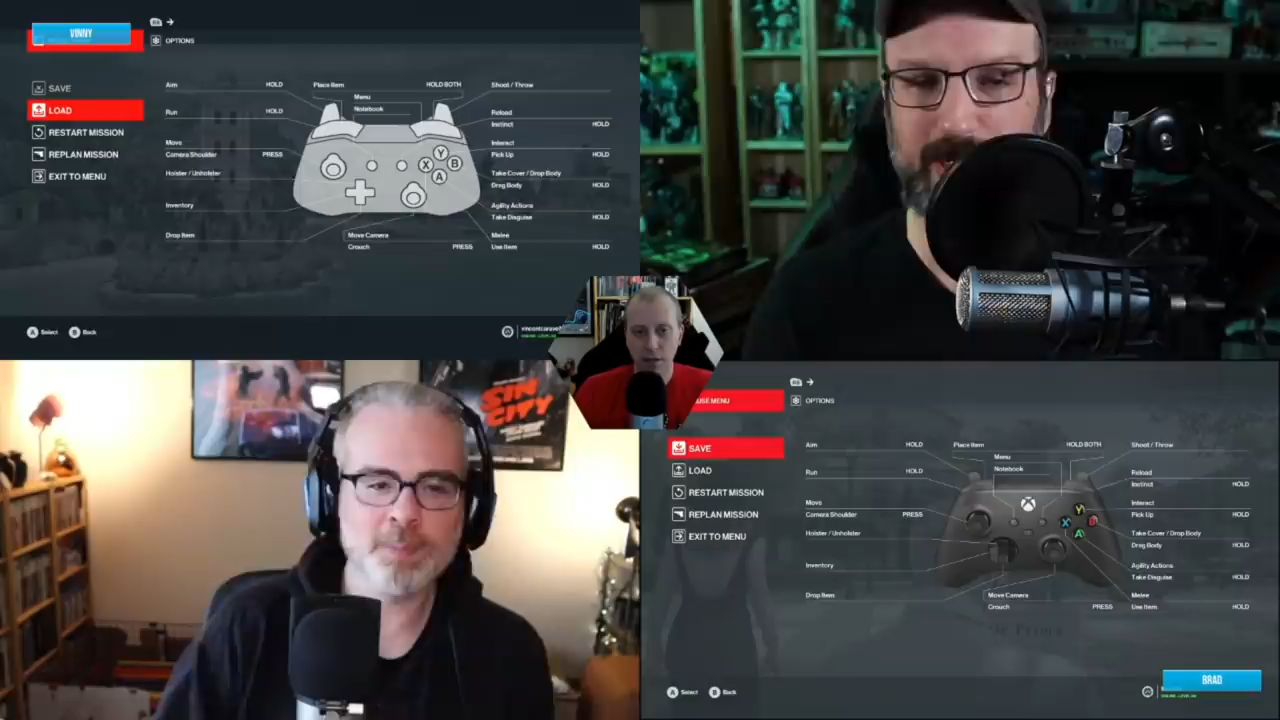 VINNY
RB
OPTIONS
SAVE
LOAD
RESTART MISSION
REPLAN MISSION
EXIT TO MENU
Aim HOLD
Run HOLD
Move
Camera Shoulder PRESS
Holster / Unholster
Inventory
Drop Item
Place Item HOLD BOTH
Menu
Notebook
X Y B A
Move Camera
Crouch PRESS
Shoot / Throw
Reload
Instinct HOLD
Interact
Pick Up HOLD
Take Cover / Drop Body
Drag Body HOLD
Agility Actions
Take Disguise HOLD
Melee
Use Item HOLD
A Select B Back
SIN
CITY
USE MENU
RB
OPTIONS
SAVE
LOAD
RESTART MISSION
REPLAN MISSION
EXIT TO MENU
Aim HOLD
Run HOLD
Move
Camera Shoulder PRESS
Holster / Unholster
Inventory
Drop Item
Place Item HOLD BOTH
Menu
Notebook
Y X A
Move Camera
Crouch PRESS
Shoot / Throw
Reload
Instinct HOLD
Interact
Pick Up HOLD
Take Cover / Drop Body
Drag Body HOLD
Agility Actions
Take Disguise HOLD
Melee
Use Item HOLD
A Select B Back
BRAD